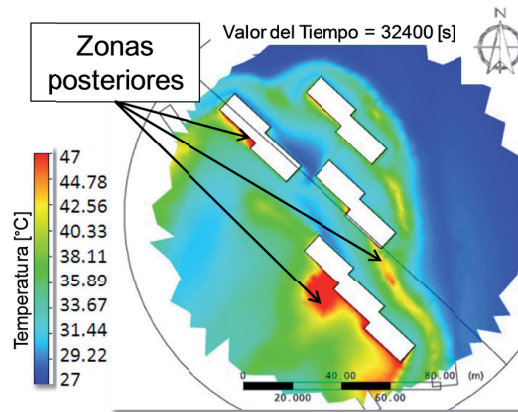 Valor del Tiempo = 32400 [s]
N
Zonas
posteriores
Temperatura [°C]
47
44.78
42.56
40.33
38.11
35.89
33.67
31.44
29.22
27
0 40.00 80.00 (m)
20.000 60.00